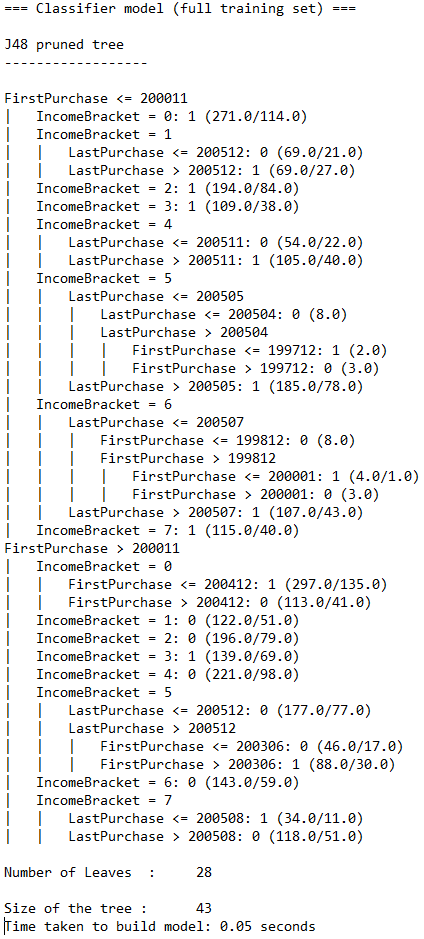 === Classifier model (full training set) ===
J48 pruned tree
------------------
FirstPurchase <= 200011
|   IncomeBracket = 0: 1 (271.0/114.0)
|   IncomeBracket = 1
|   |   LastPurchase <= 200512: 0 (69.0/21.0)
|   |   LastPurchase > 200512: 1 (69.0/27.0)
|   IncomeBracket = 2: 1 (194.0/84.0)
|   IncomeBracket = 3: 1 (109.0/38.0)
|   IncomeBracket = 4
|   |   LastPurchase <= 200511: 0 (54.0/22.0)
|   |   LastPurchase > 200511: 1 (105.0/40.0)
|   IncomeBracket = 5
|   |   LastPurchase <= 200505
|   |   |   LastPurchase <= 200504: 0 (8.0)
|   |   |   LastPurchase > 200504
|   |   |   |   FirstPurchase <= 199712: 1 (2.0)
|   |   |   |   FirstPurchase > 199712: 0 (3.0)
|   |   LastPurchase > 200505: 1 (185.0/78.0)
|   IncomeBracket = 6
|   |   LastPurchase <= 200507
|   |   |   FirstPurchase <= 199812: 0 (8.0)
|   |   |   FirstPurchase > 199812
|   |   |   |   FirstPurchase <= 200001: 1 (4.0/1.0)
|   |   |   |   FirstPurchase > 200001: 0 (3.0)
|   |   LastPurchase > 200507: 1 (107.0/43.0)
|   IncomeBracket = 7: 1 (115.0/40.0)
FirstPurchase > 200011
|   IncomeBracket = 0
|   |   FirstPurchase <= 200412: 1 (297.0/135.0)
|   |   FirstPurchase > 200412: 0 (113.0/41.0)
|   IncomeBracket = 1: 0 (122.0/51.0)
|   IncomeBracket = 2: 0 (196.0/79.0)
|   IncomeBracket = 3: 1 (139.0/69.0)
|   IncomeBracket = 4: 0 (221.0/98.0)
|   IncomeBracket = 5
|   |   LastPurchase <= 200512: 0 (177.0/77.0)
|   |   LastPurchase > 200512
|   |   |   FirstPurchase <= 200306: 0 (46.0/17.0)
|   |   |   FirstPurchase > 200306: 1 (88.0/30.0)
|   IncomeBracket = 6: 0 (143.0/59.0)
|   IncomeBracket = 7
|   |   LastPurchase <= 200508: 1 (34.0/11.0)
|   |   LastPurchase > 200508: 0 (118.0/51.0)
Number of Leaves  :     28
Size of the tree :      43
Time taken to build model: 0.05 seconds